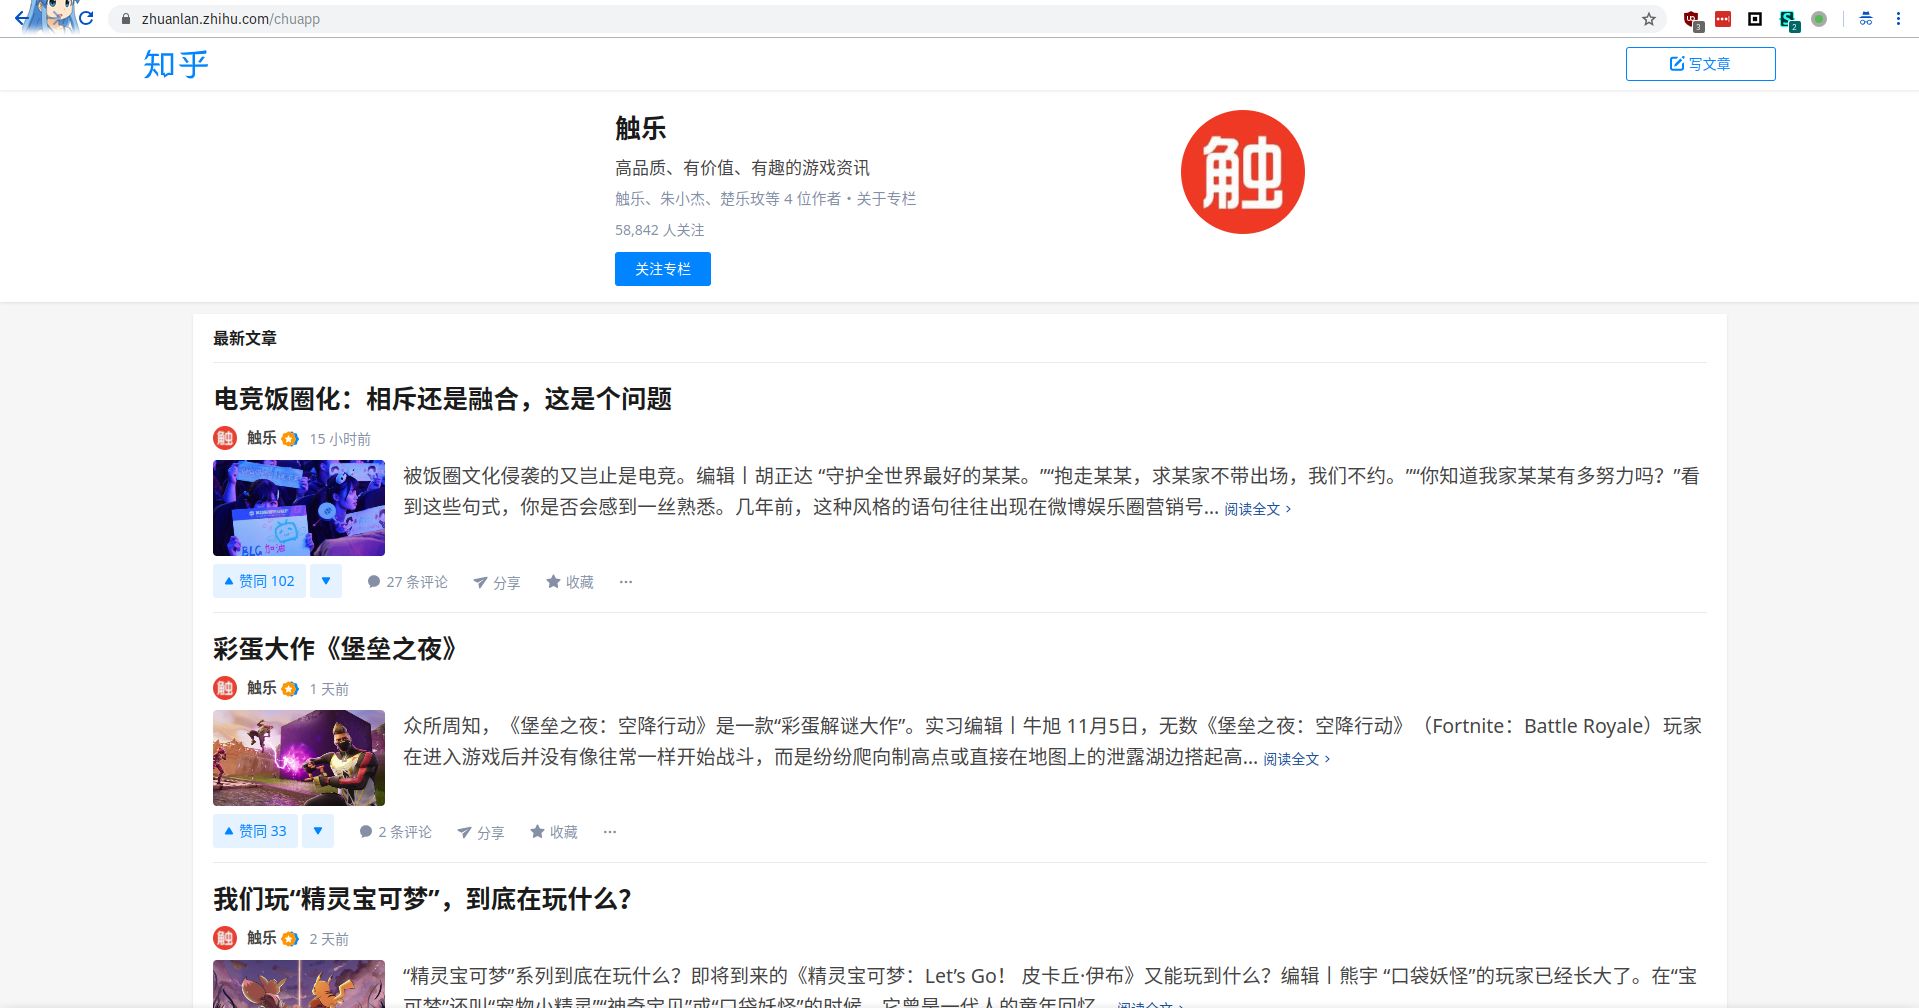 zhuanlan.zhihu.com/chuapp
3
2
知乎
写文章
触乐
触
高品质、有价值、有趣的游戏资讯
触乐、朱小杰、楚乐玫等 4 位作者・关于专栏
58,842 人关注
关注专栏
最新文章
电竞饭圈化：相斥还是融合，这是个问题
触 触乐 15 小时前
被饭圈文化侵袭的又岂止是电竞。编辑丨胡正达 “守护全世界最好的某某。”“抱走某某，求某家不带出场，我们不约。”“你知道我家某某有多努力吗？”看
到这些句式，你是否会感到一丝熟悉。几年前，这种风格的语句往往出现在微博娱乐圈营销号... 阅读全文 ›
BLG 加油
赞同 102 27 条评论 分享 收藏 ···
彩蛋大作《堡垒之夜》
触 触乐 1 天前
众所周知，《堡垒之夜：空降行动》是一款“彩蛋解谜大作”。实习编辑丨牛旭 11月5日，无数《堡垒之夜：空降行动》（Fortnite：Battle Royale）玩家
在进入游戏后并没有像往常一样开始战斗，而是纷纷爬向制高点或直接在地图上的泄露湖边搭起高... 阅读全文 ›
赞同 33 2 条评论 分享 收藏 ···
我们玩“精灵宝可梦”，到底在玩什么？
触 触乐 2 天前
“精灵宝可梦”系列到底在玩什么？即将到来的《精灵宝可梦：Let’s Go！ 皮卡丘·伊布》又能玩到什么？编辑丨熊宇 “口袋妖怪”的玩家已经长大了。在“宝
可梦”还叫“宠物小精灵”“神奇宝贝”或“口袋妖怪”的时候，它曾是一代人的童年回忆... 阅读全文 ›